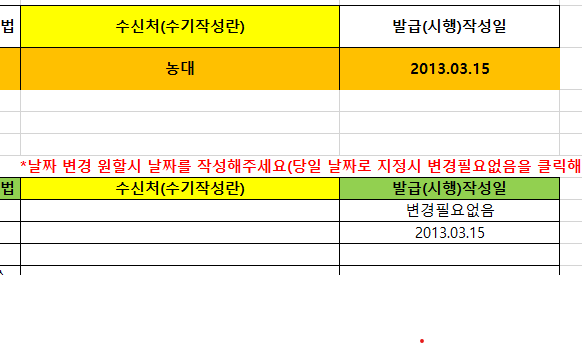 법 수신처(수기작성란) 발급(시행)작성일
농대 2013.03.15
*날짜 변경 원할시 날짜를 작성해주세요(당일 날짜로 지정시 변경필요없음을 클릭해
법 수신처(수기작성란) 발급(시행)작성일
변경필요없음
2013.03.15